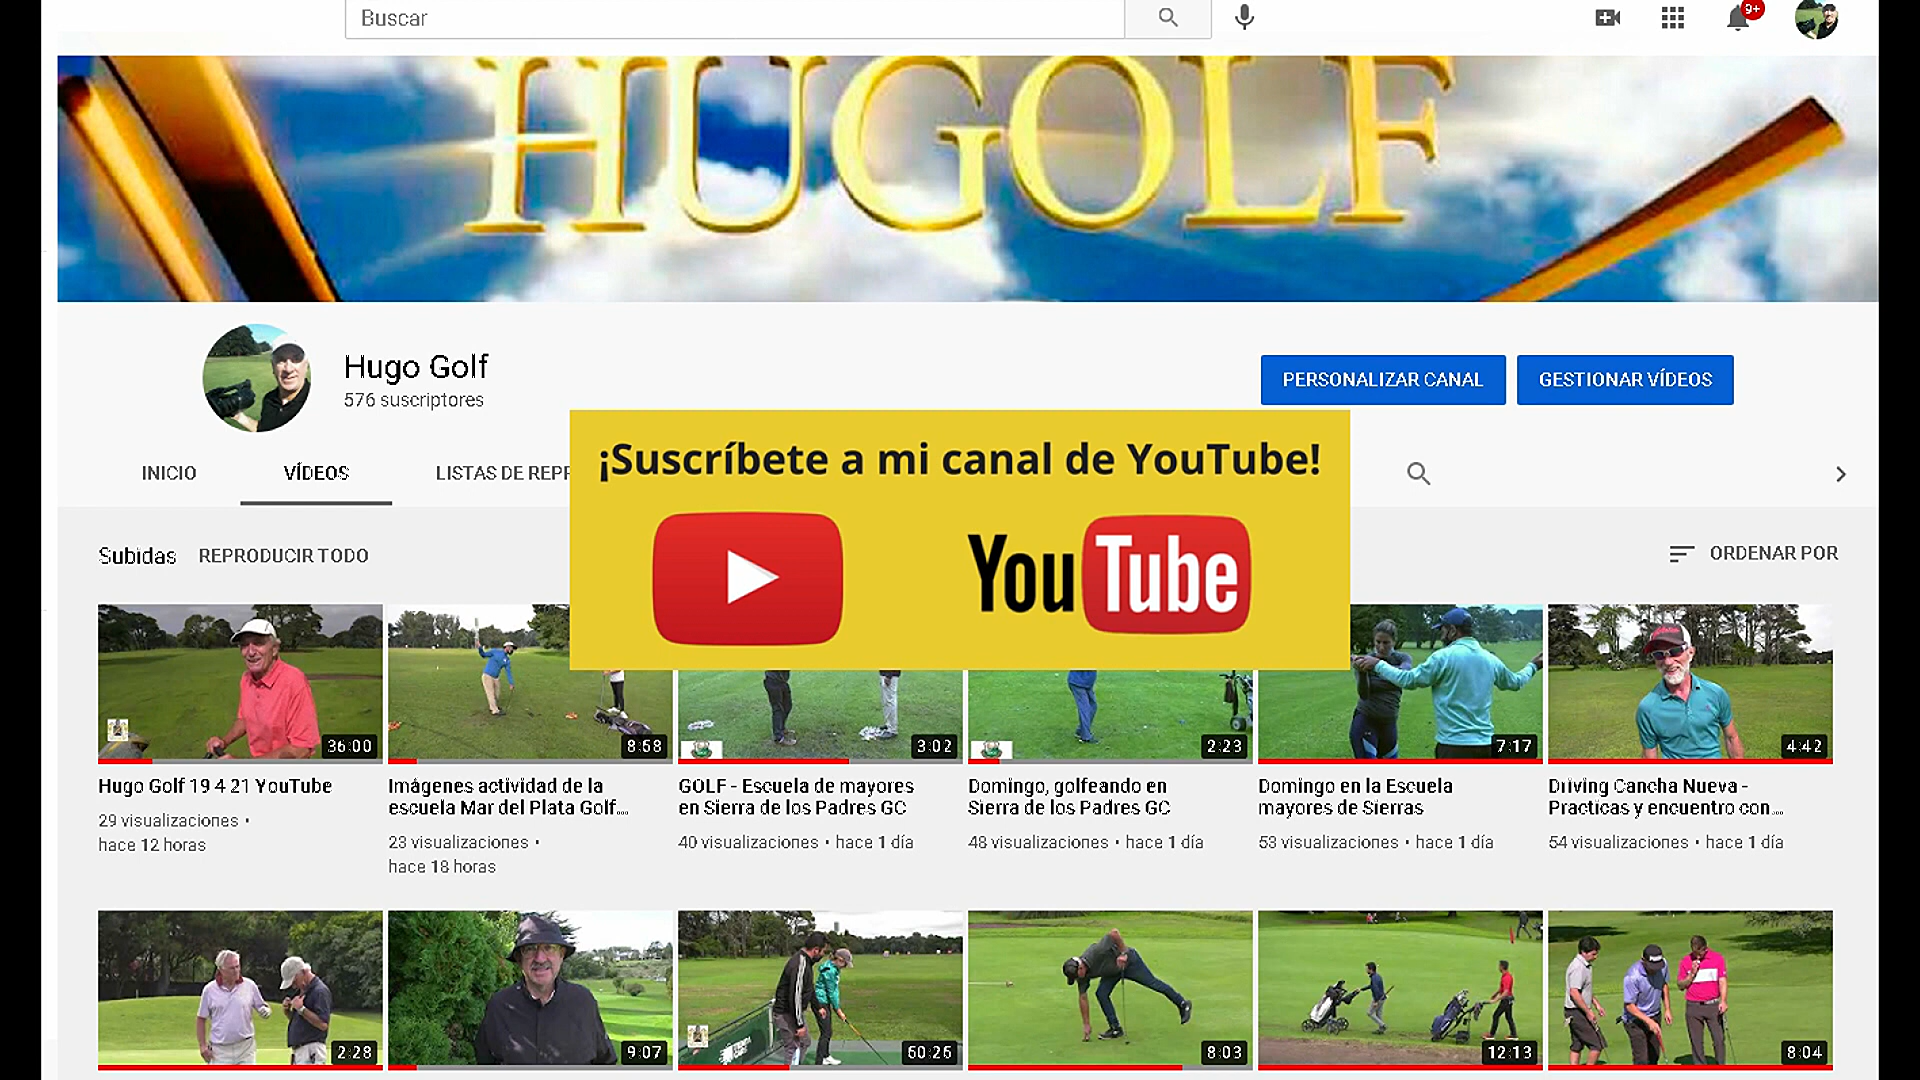 Buscar
9+
HUGOLF
Hugo Golf
576 suscriptores
PERSONALIZAR CANAL
GESTIONAR VÍDEOS
¡Suscríbete a mi canal de YouTube!
INICIO
VÍDEOS
LISTAS DE REPR
YouTube
Subidas
REPRODUCIR TODO
ORDENAR POR
36:00
8:58
3:02
2:23
7:17
4:42
Hugo Golf 19 4 21 YouTube
29 visualizaciones •
hace 12 horas
Imágenes actividad de la
escuela Mar del Plata Golf...
23 visualizaciones •
hace 18 horas
GOLF - Escuela de mayores
en Sierra de los Padres GC
40 visualizaciones • hace 1 día
Domingo, golfeando en
Sierra de los Padres GC
48 visualizaciones • hace 1 día
Domingo en la Escuela
mayores de Sierras
53 visualizaciones • hace 1 día
Driving Cancha Nueva -
Practicas y encuentro con...
54 visualizaciones • hace 1 día
2:28
9:07
50:26
8:03
12:13
8:04